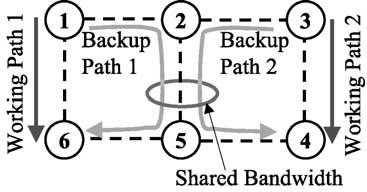 1 2 3
Working Path 1
Backup
Path 1
Backup
Path 2
Working Path 2
6 5 4
Shared Bandwidth